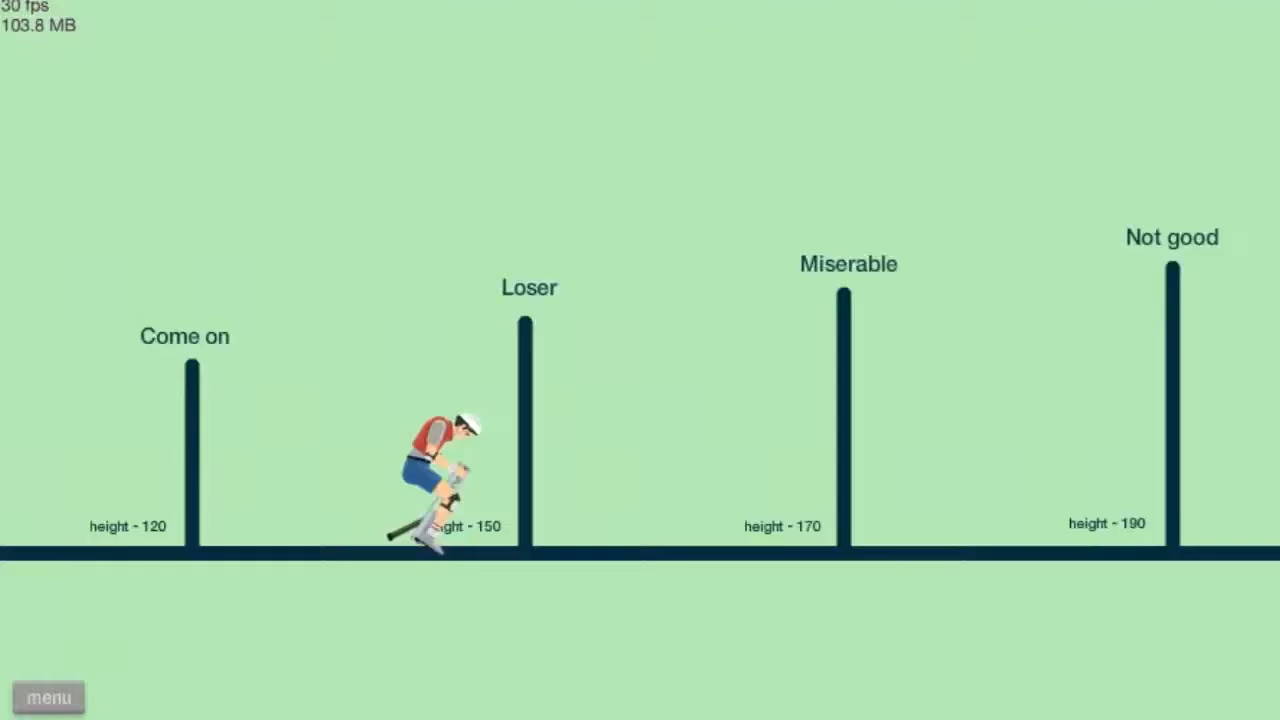 30 fps
103.8 MB
Not good
Miserable
Loser
Come on
height - 120
ght - 150
height - 170
height - 190
menu